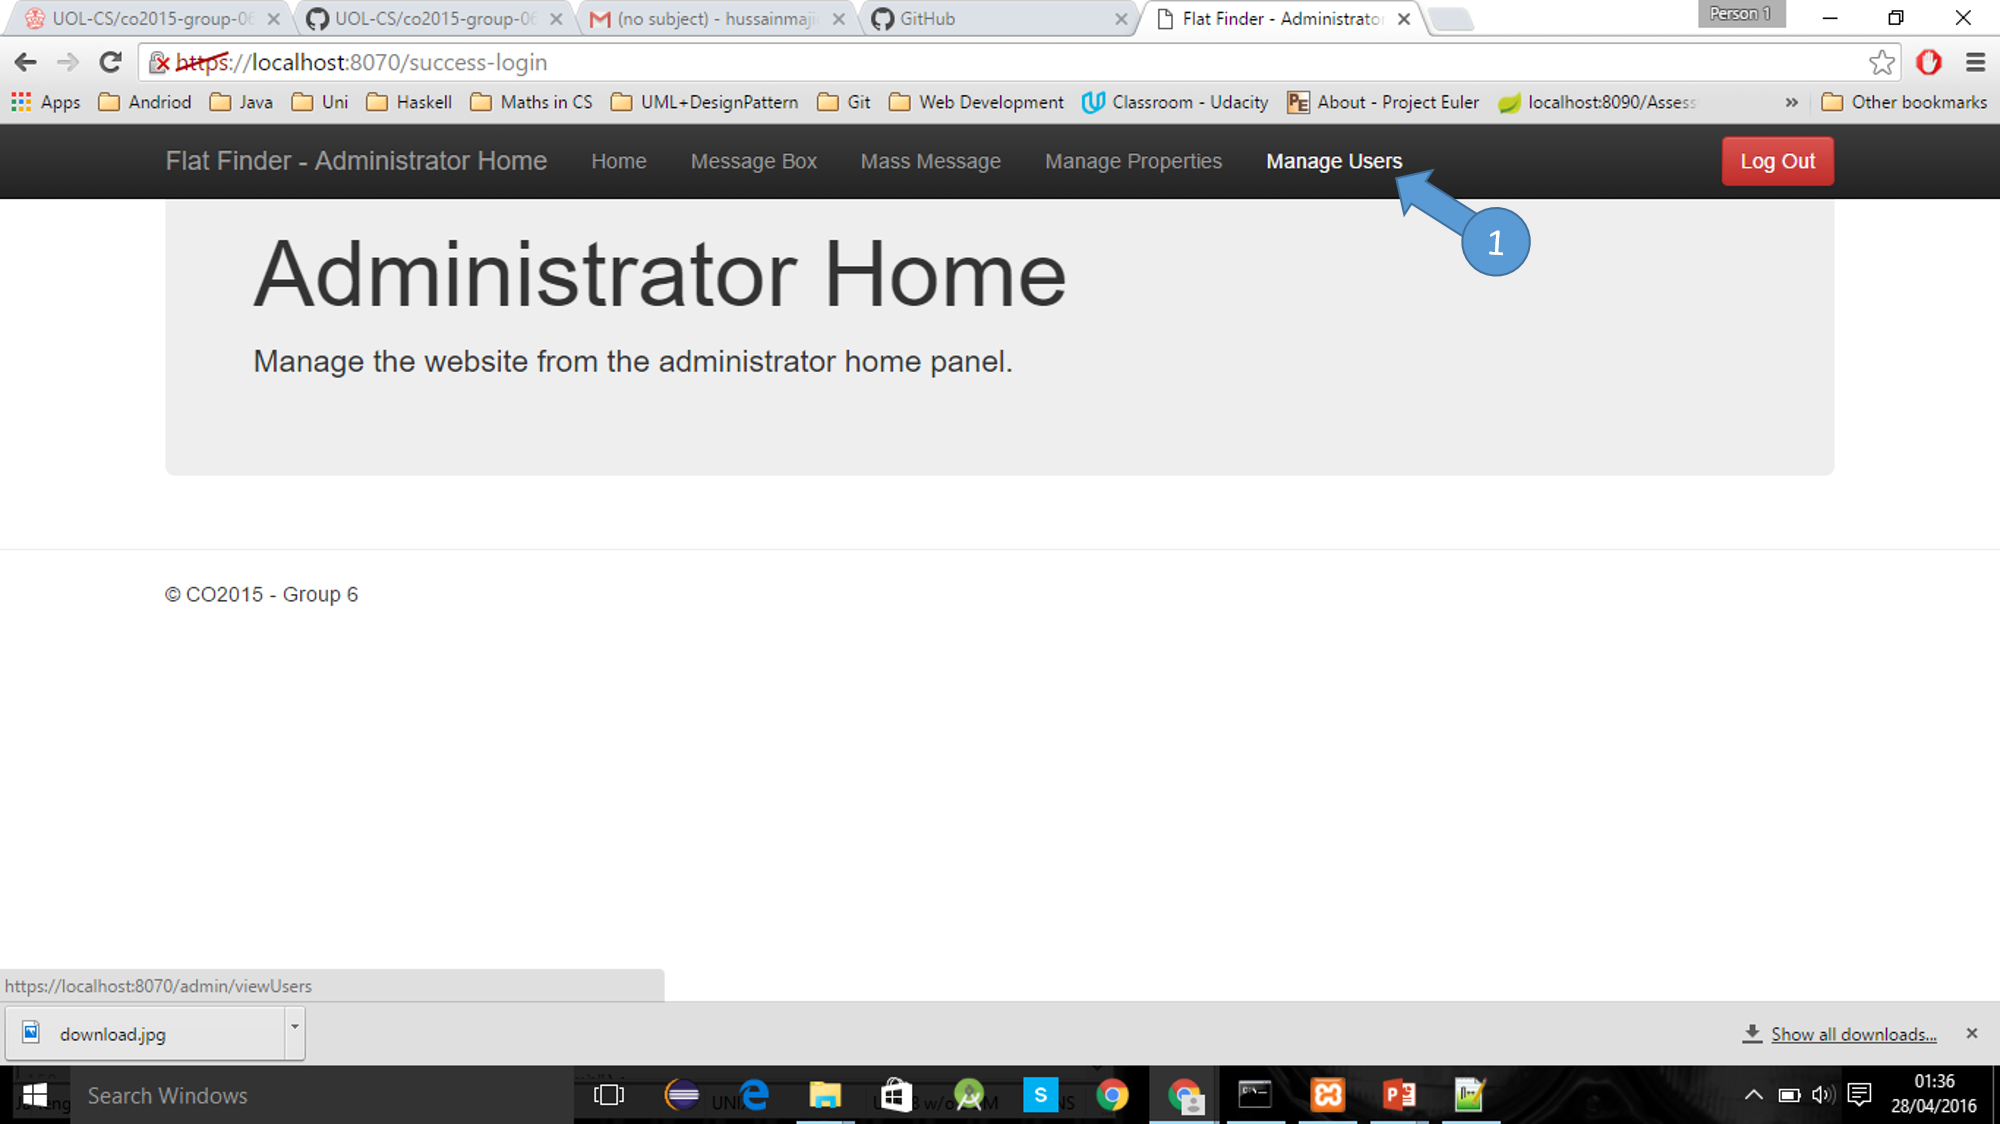 UOL-CS/co2015-group-06
UOL-CS/co2015-group-06
(no subject) - hussainmaji
GitHub
Flat Finder - Administrator
Person 1
https://localhost:8070/success-login
Apps
Andriod
Java
Uni
Haskell
Maths in CS
UML+DesignPattern
Git
Web Development
Classroom - Udacity
About - Project Euler
localhost:8090/Assess
»
Other bookmarks
Flat Finder - Administrator Home
Home
Message Box
Mass Message
Manage Properties
Manage Users
Log Out
1
Administrator Home
Manage the website from the administrator home panel.
© CO2015 - Group 6
https://localhost:8070/admin/viewUsers
download.jpg
Show all downloads...
Search Windows
01:36
28/04/2016